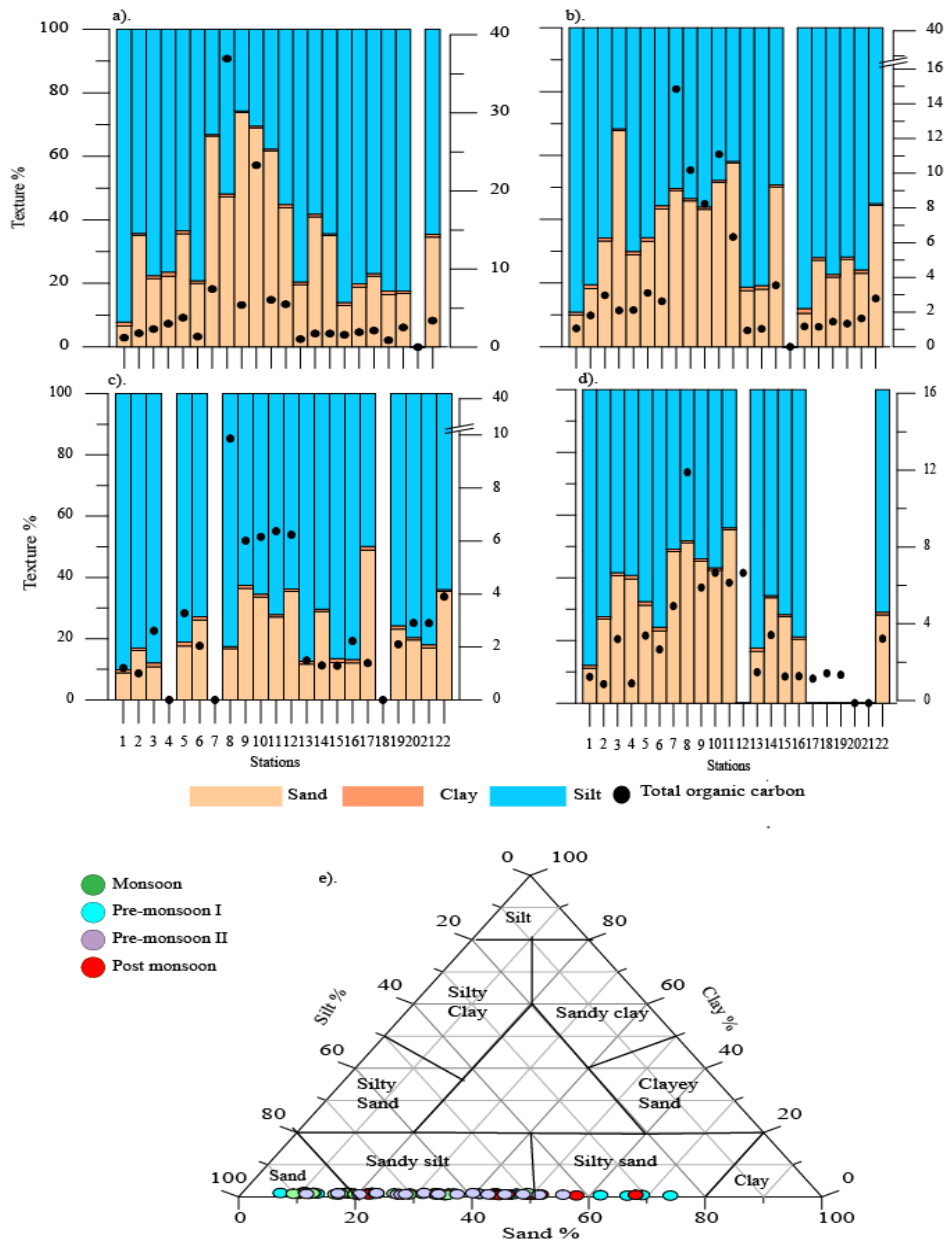 a).
100
80
60
40
20
0
Texture %
40
30
20
10
0
b).
40
16
14
12
10
8
6
4
2
0
c).
100
80
60
40
20
0
Texture %
40
10
8
6
4
2
0
1 2 3 4 5 6 7 8 9 10 11 12 13 14 15 16 17 18 19 20 21 22
Stations
d).
16
12
8
4
0
1 2 3 4 5 6 7 8 9 10 11 12 13 14 15 16 17 18 19 20 21 22
Stations
Sand Clay Silt Total organic carbon
e).
Monsoon
Pre-monsoon I
Pre-monsoon II
Post monsoon
0 100
20 Silt 80
40 Silty Clay Sandy clay 60
Silt % Clay %
60 40
Silty Sand Clayey Sand
80 20
Sand Sandy silt Silty sand Clay
100 0
0 20 40 60 80 100
Sand %